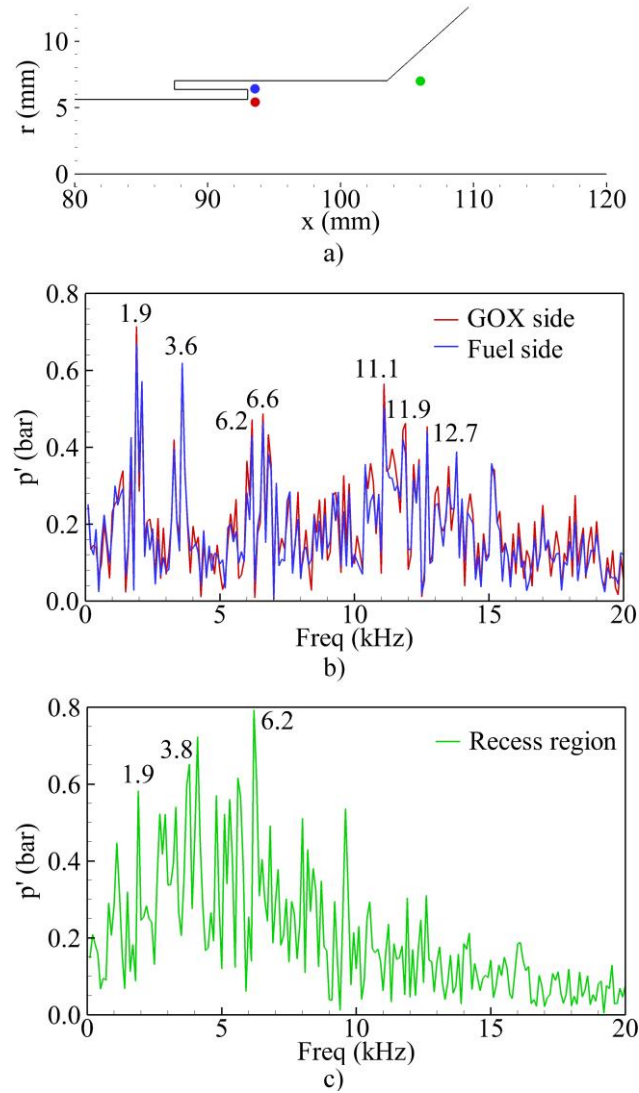 10
5
0
r (mm)
80 90 100 110 120
x (mm)
a)
0.8
0.6
0.4
0.2
0.0
p' (bar)
1.9
3.6
6.2
6.6
11.1
11.9
12.7
GOX side
Fuel side
0 5 10 15 20
Freq (kHz)
b)
0.8
0.6
0.4
0.2
0.0
p' (bar)
1.9
3.8
6.2
Recess region
0 5 10 15 20
Freq (kHz)
c)